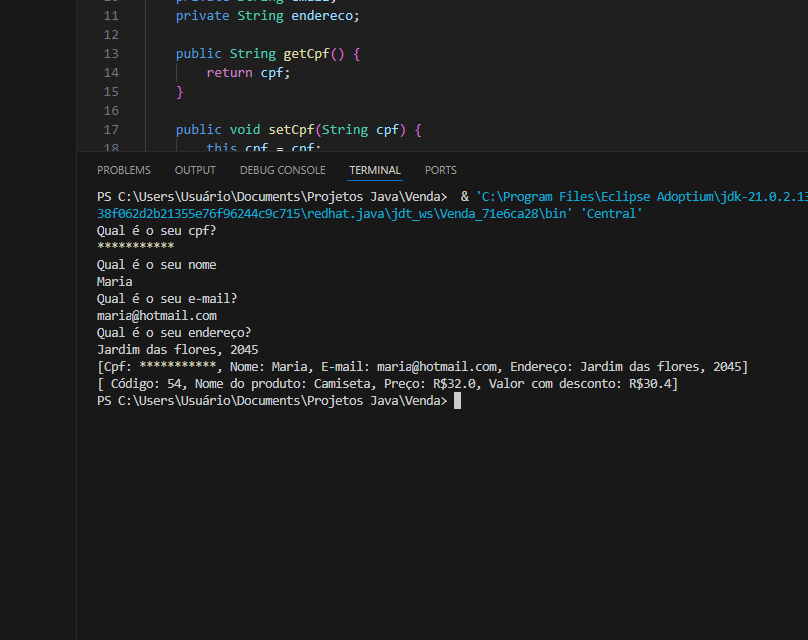 11 private String endereco;
12
13 public String getCpf() {
14 return cpf;
15 }
16
17 public void setCpf(String cpf) {
18 this cpf = cpf;
PROBLEMS OUTPUT DEBUG CONSOLE TERMINAL PORTS
PS C:\Users\Usuário\Documents\Projetos Java\Venda> & 'C:\Program Files\Eclipse Adoptium\jdk-21.0.2.13
38f062d2b21355e76f96244c9c715\redhat.java\jdt_ws\Venda_71e6ca28\bin' 'Central'
Qual é o seu cpf?
***********
Qual é o seu nome
Maria
Qual é o seu e-mail?
maria@hotmail.com
Qual é o seu endereço?
Jardim das flores, 2045
[Cpf: ***********, Nome: Maria, E-mail: maria@hotmail.com, Endereço: Jardim das flores, 2045]
[ Código: 54, Nome do produto: Camiseta, Preço: R$32.0, Valor com desconto: R$30.4]
PS C:\Users\Usuário\Documents\Projetos Java\Venda>